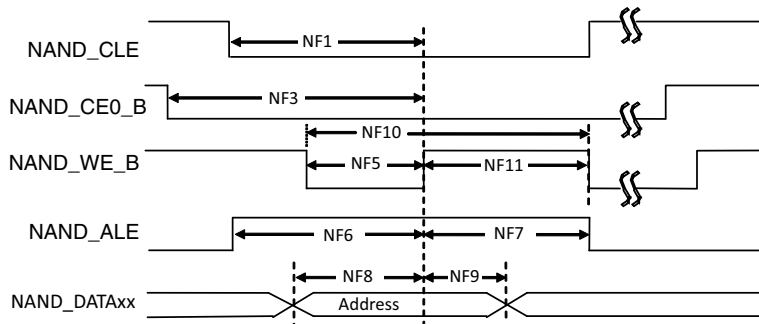 NAND_CLE
NF1
NAND_CE0_B
NF3
NF10
NAND_WE_B
NF5
NF11
NAND_ALE
NF6
NF7
NF8
NF9
NAND_DATAxx
Address